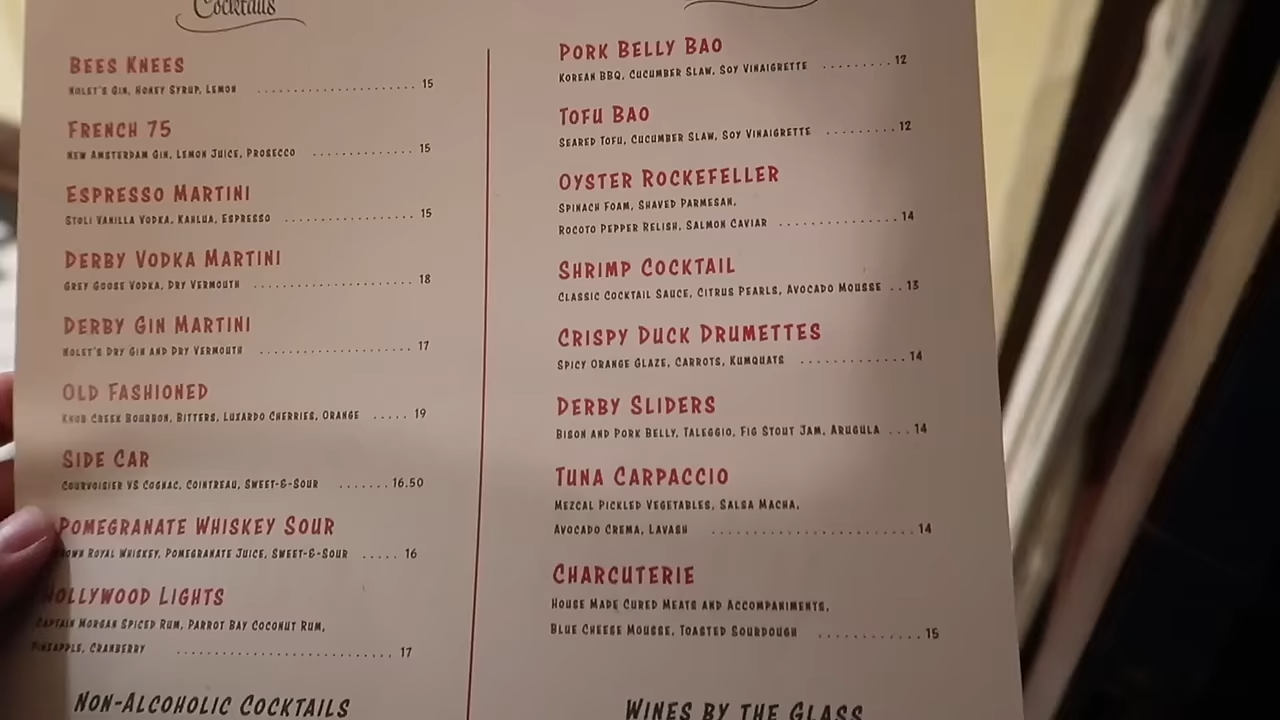 Cocktails
BEES KNEES
NOLET'S GIN, HONEY SYRUP, LEMON .......................... 15
FRENCH 75
NEW AMSTERDAM GIN, LEMON JUICE, PROSECCO ................ 15
ESPRESSO MARTINI
STOLI VANILLA VODKA, KAHLUA, ESPRESSO ..................... 15
DERBY VODKA MARTINI
GREY GOOSE VODKA, DRY VERMOUTH .......................... 18
DERBY GIN MARTINI
NOLET'S DRY GIN AND DRY VERMOUTH ........................ 17
OLD FASHIONED
KNOB CREEK BOURBON, BITTERS, LUXARDO CHERRIES, ORANGE ..... 19
SIDE CAR
COURVOISIER VS COGNAC, COINTREAU, SWEET-&-SOUR ....... 16.50
POMEGRANATE WHISKEY SOUR
ROWN ROYAL WHISKEY, POMEGRANATE JUICE, SWEET-&-SOUR ..... 16
HOLLYWOOD LIGHTS
CAPTAIN MORGAN SPICED RUM, PARROT BAY COCONUT RUM,
PINEAPPLE, CRANBERRY .................................. 17
NON-ALCOHOLIC COCKTAILS
PORK BELLY BAO
KOREAN BBQ, CUCUMBER SLAW, SOY VINAIGRETTE ......... 12
TOFU BAO
SEARED TOFU, CUCUMBER SLAW, SOY VINAIGRETTE ......... 12
OYSTER ROCKEFELLER
SPINACH FOAM, SHAVED PARMESAN,
ROCOTO PEPPER RELISH, SALMON CAVIAR ............... 14
SHRIMP COCKTAIL
CLASSIC COCKTAIL SAUCE, CITRUS PEARLS, AVOCADO MOUSSE .. 13
CRISPY DUCK DRUMETTES
SPICY ORANGE GLAZE, CARROTS, KUMQUATS ............. 14
DERBY SLIDERS
BISON AND PORK BELLY, TALEGGIO, FIG STOUT JAM, ARUGULA ... 14
TUNA CARPACCIO
MEZCAL PICKLED VEGETABLES, SALSA MACHA,
AVOCADO CREMA, LAVASH ......................... 14
CHARCUTERIE
HOUSE MADE CURED MEATS AND ACCOMPANIMENTS,
BLUE CHEESE MOUSSE, TOASTED SOURDOUGH ............ 15
WINES BY THE GLASS